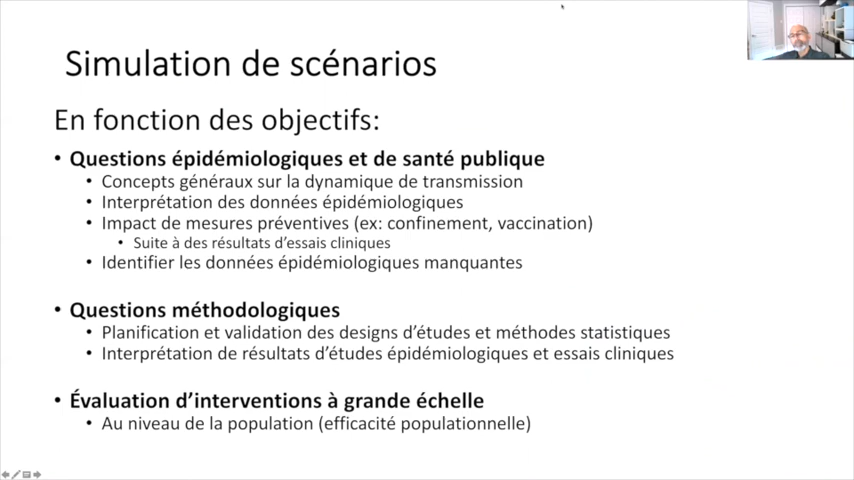 Simulation de scénarios
En fonction des objectifs:
• Questions épidémiologiques et de santé publique
• Concepts généraux sur la dynamique de transmission
• Interprétation des données épidémiologiques
• Impact de mesures préventives (ex: confinement, vaccination)
• Suite à des résultats d'essais cliniques
• Identifier les données épidémiologiques manquantes
• Questions méthodologiques
• Planification et validation des designs d'études et méthodes statistiques
• Interprétation de résultats d'études épidémiologiques et essais cliniques
• Évaluation d'interventions à grande échelle
• Au niveau de la population (efficacité populationnelle)